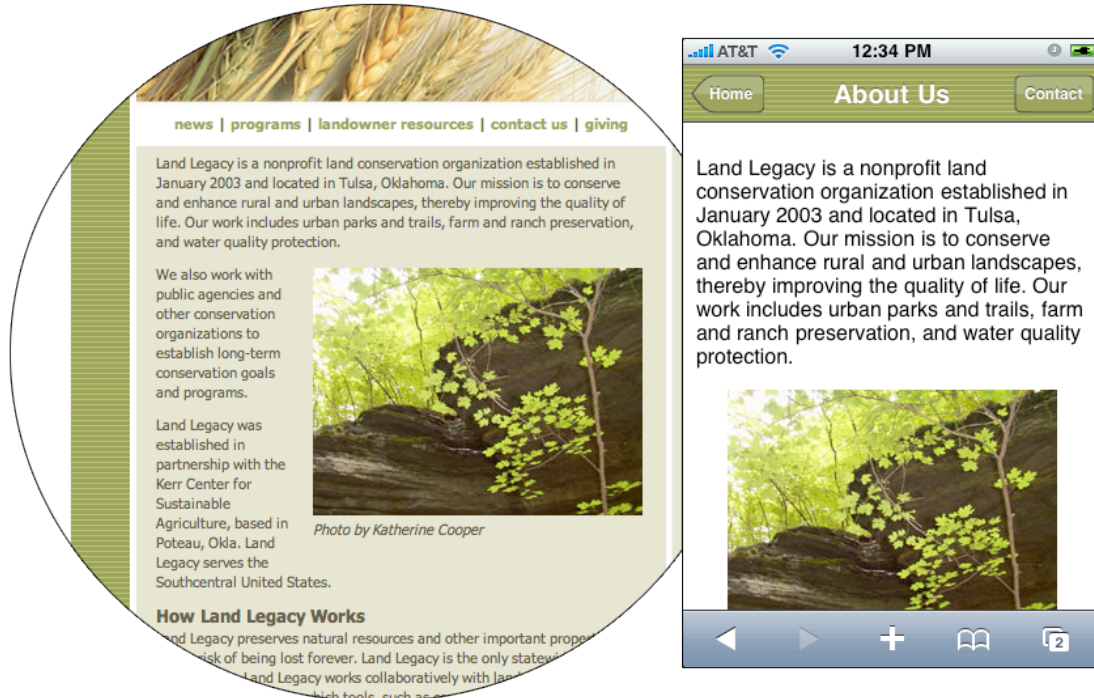 news | programs | landowner resources | contact us | giving
Land Legacy is a nonprofit land conservation organization established in
January 2003 and located in Tulsa, Oklahoma. Our mission is to conserve
and enhance rural and urban landscapes, thereby improving the quality of
life. Our work includes urban parks and trails, farm and ranch preservation,
and water quality protection.
We also work with
public agencies and
other conservation
organizations to
establish long-term
conservation goals
and programs.
Land Legacy was
established in
partnership with the
Kerr Center for
Sustainable
Agriculture, based in
Poteau, Okla. Land
Legacy serves the
Southcentral United States.
Photo by Katherine Cooper
How Land Legacy Works
Legacy preserves natural resources and other important
risk of being lost forever. Land Legacy is the only
Land Legacy works collaboratively with
which tools, such as
AT&T 12:34 PM
Home About Us Contact
Land Legacy is a nonprofit land
conservation organization established in
January 2003 and located in Tulsa,
Oklahoma. Our mission is to conserve
and enhance rural and urban landscapes,
thereby improving the quality of life. Our
work includes urban parks and trails, farm
and ranch preservation, and water quality
protection.
2